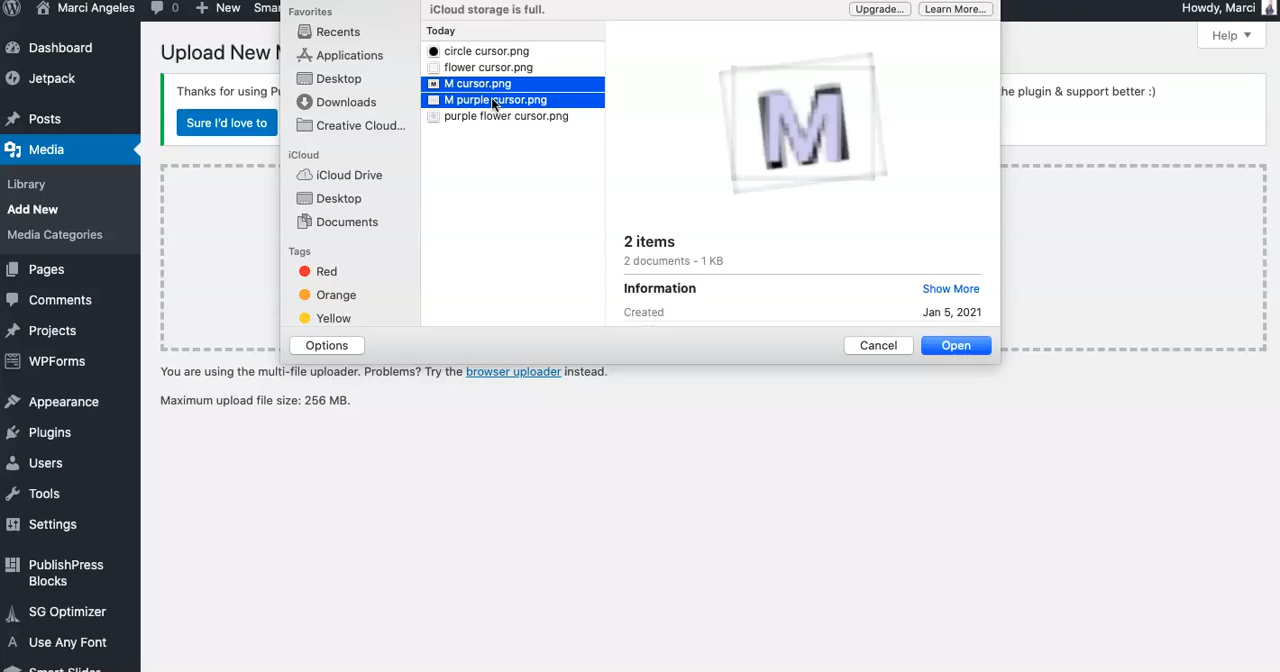 Marci Angeles
0
New
Howdy, Marci
Dashboard
Jetpack
Posts
Media
Library
Add New
Media Categories
Pages
Comments
Projects
WPForms
Appearance
Plugins
Users
Tools
Settings
PublishPress
Blocks
SG Optimizer
Use Any Font
Upload New
Help
Thanks for using
he plugin & support better :)
Sure I'd love to
Favorites
Recents
Applications
Desktop
Downloads
Creative Cloud...
iCloud
iCloud Drive
Desktop
Documents
Tags
Red
Orange
Yellow
iCloud storage is full.
Upgrade...
Learn More...
Today
circle cursor.png
flower cursor.png
M cursor.png
M purple cursor.png
purple flower cursor.png
M
2 items
2 documents - 1 KB
Information
Show More
Created
Jan 5, 2021
Options
Cancel
Open
You are using the multi-file uploader. Problems? Try the browser uploader instead.
Maximum upload file size: 256 MB.